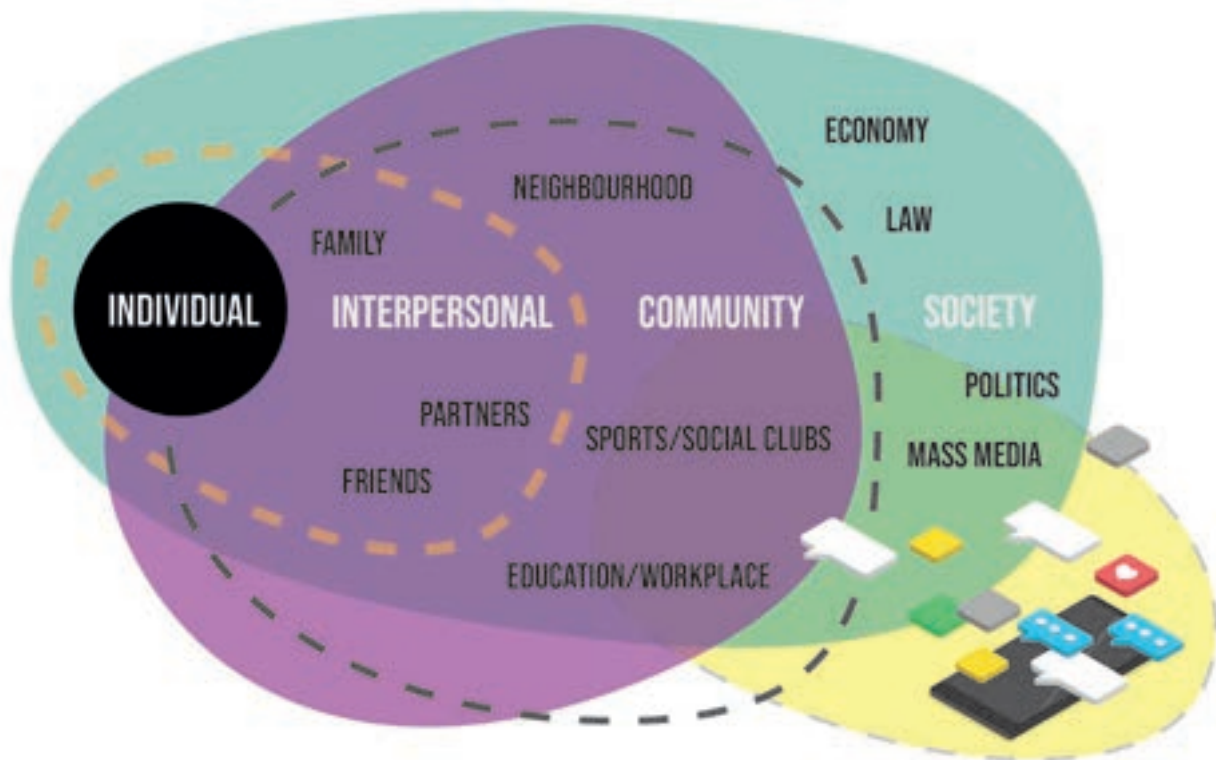 ECONOMY
NEIGHBOURHOOD
LAW
FAMILY
INDIVIDUAL
INTERPERSONAL
COMMUNITY
SOCIETY
POLITICS
PARTNERS
SPORTS/SOCIAL CLUBS
MASS MEDIA
FRIENDS
EDUCATION/WORKPLACE